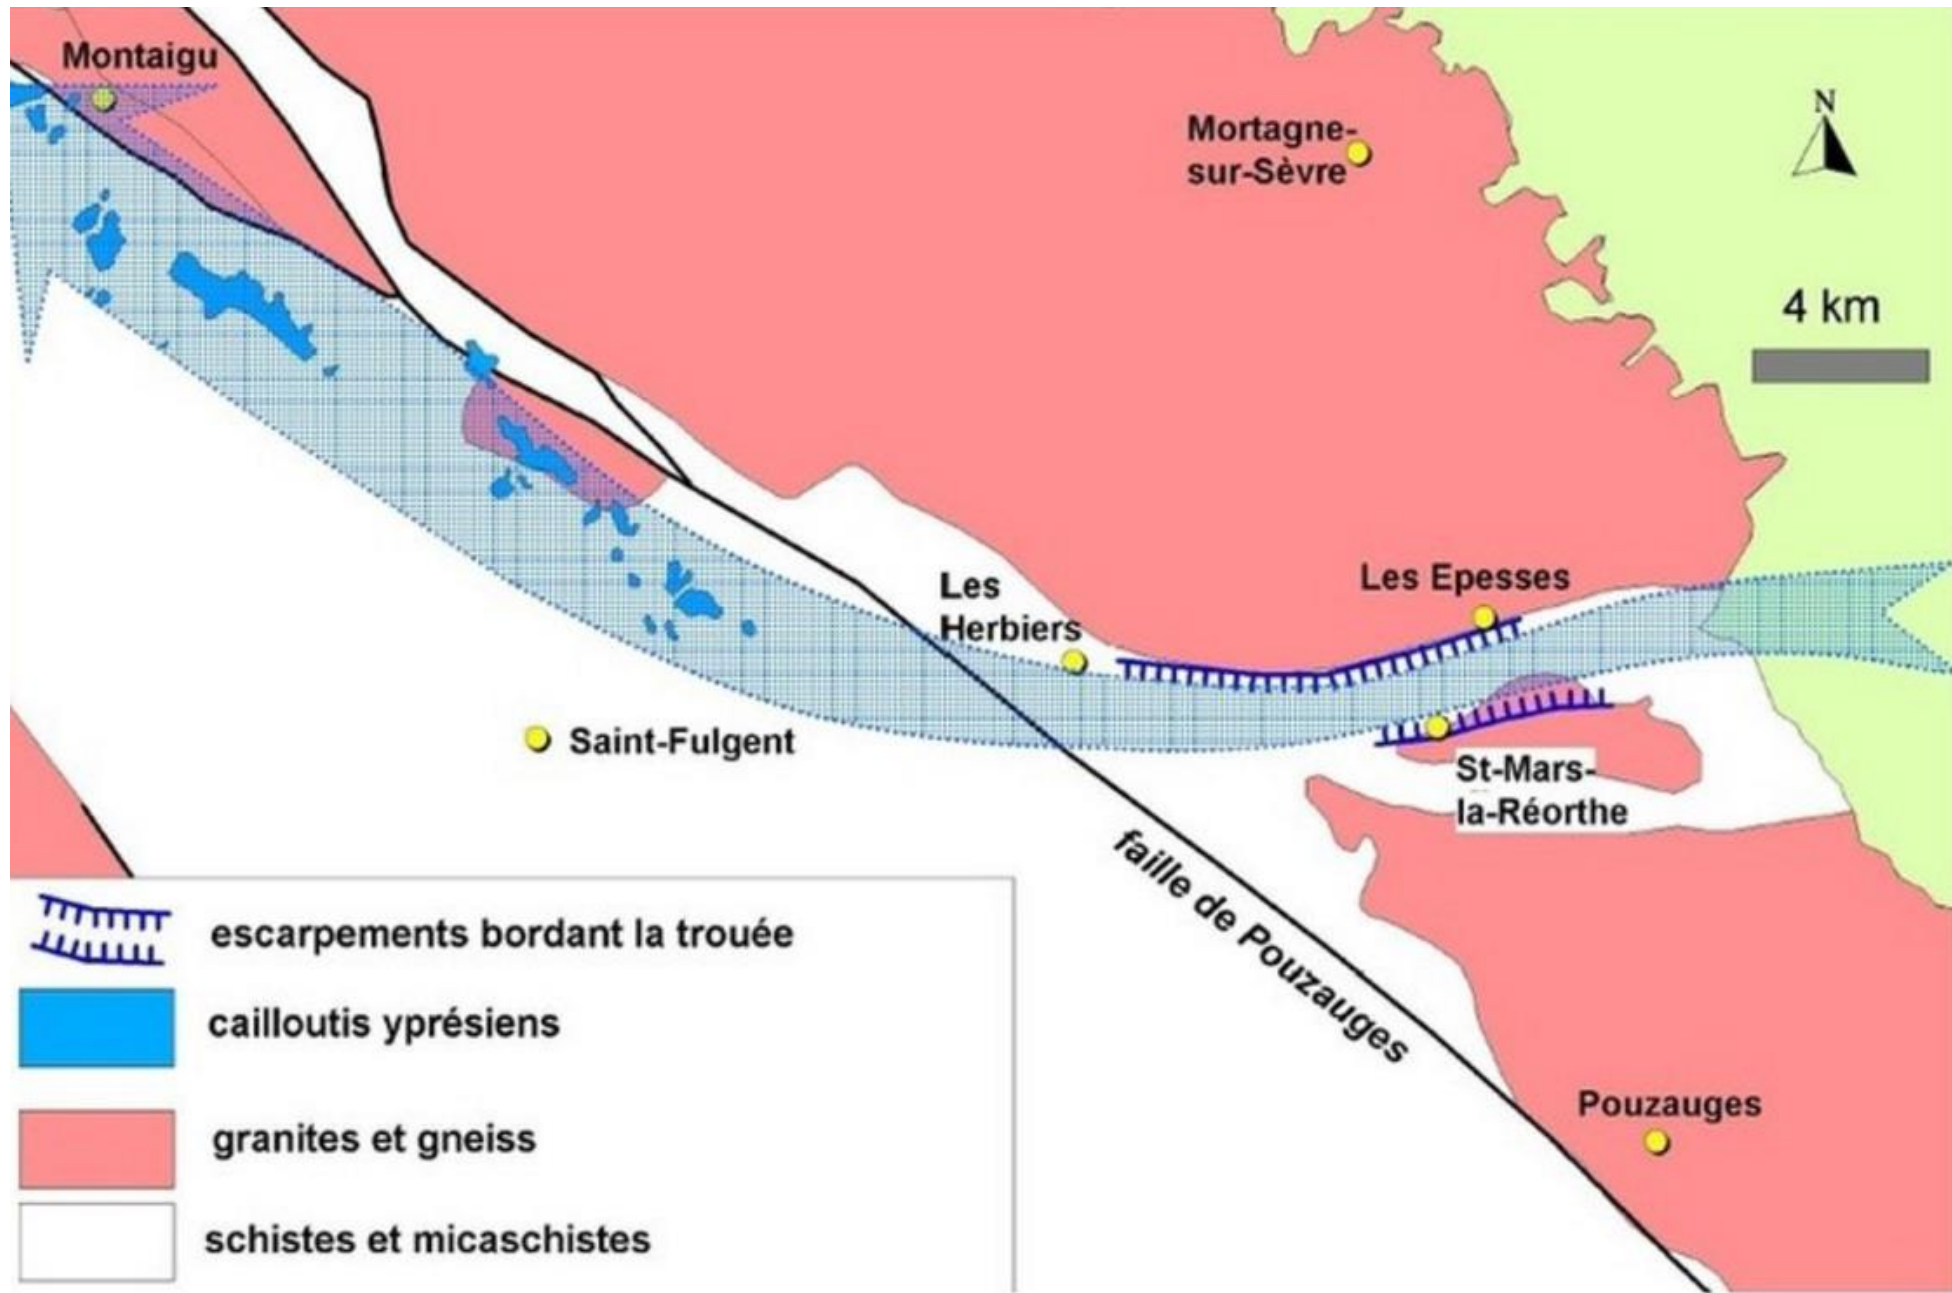 Montaigu
N
Mortagne-
sur-Sèvre
4 km
Les
Herbiers
Les Epesses
Saint-Fulgent
St-Mars-
la-Réorthe
faille de Pouzauges
Pouzauges
escarpements bordant la trouée
cailloutis yprésiens
granites et gneiss
schistes et micaschistes